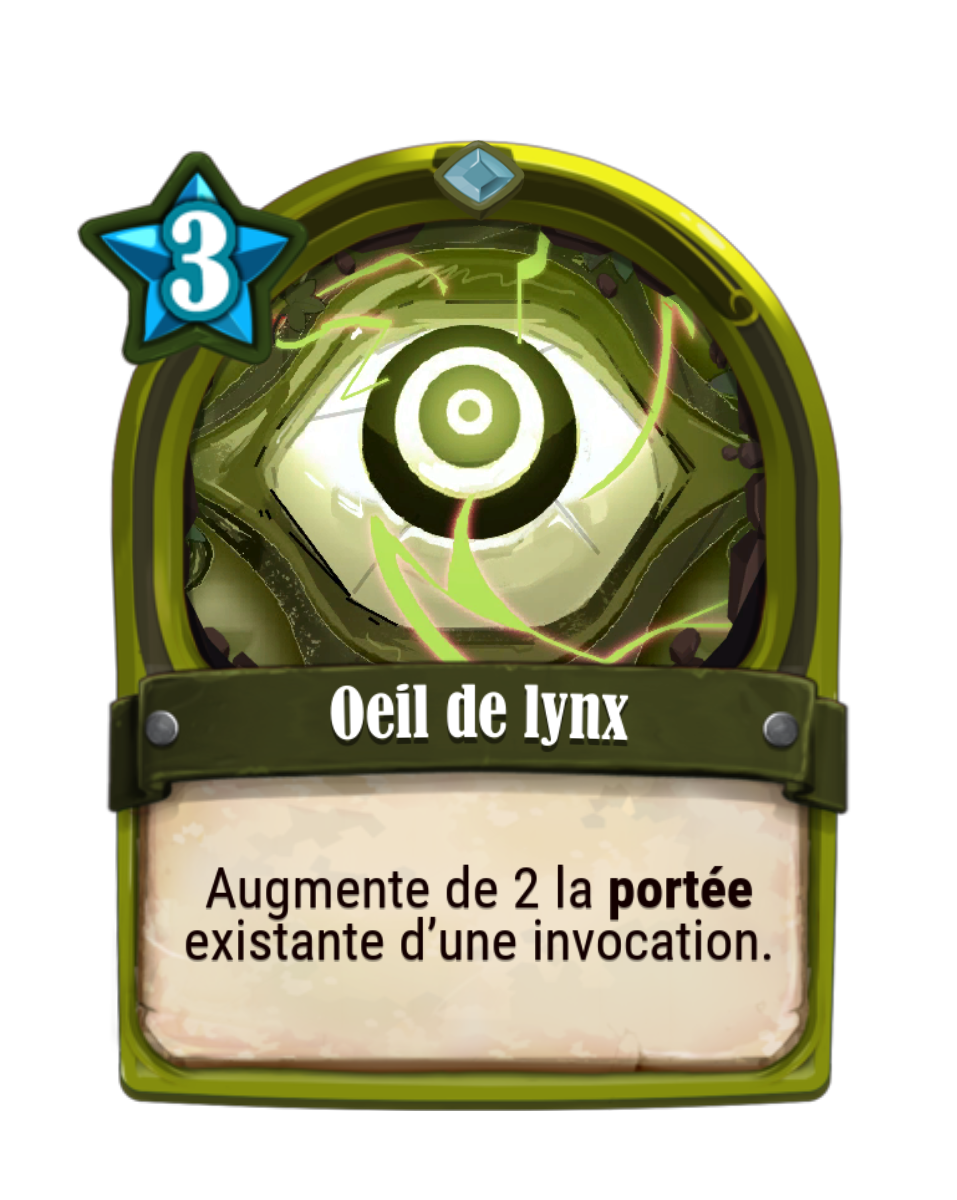 3
Oeil de lynx
Augmente de 2 la portée
existante d’une invocation.